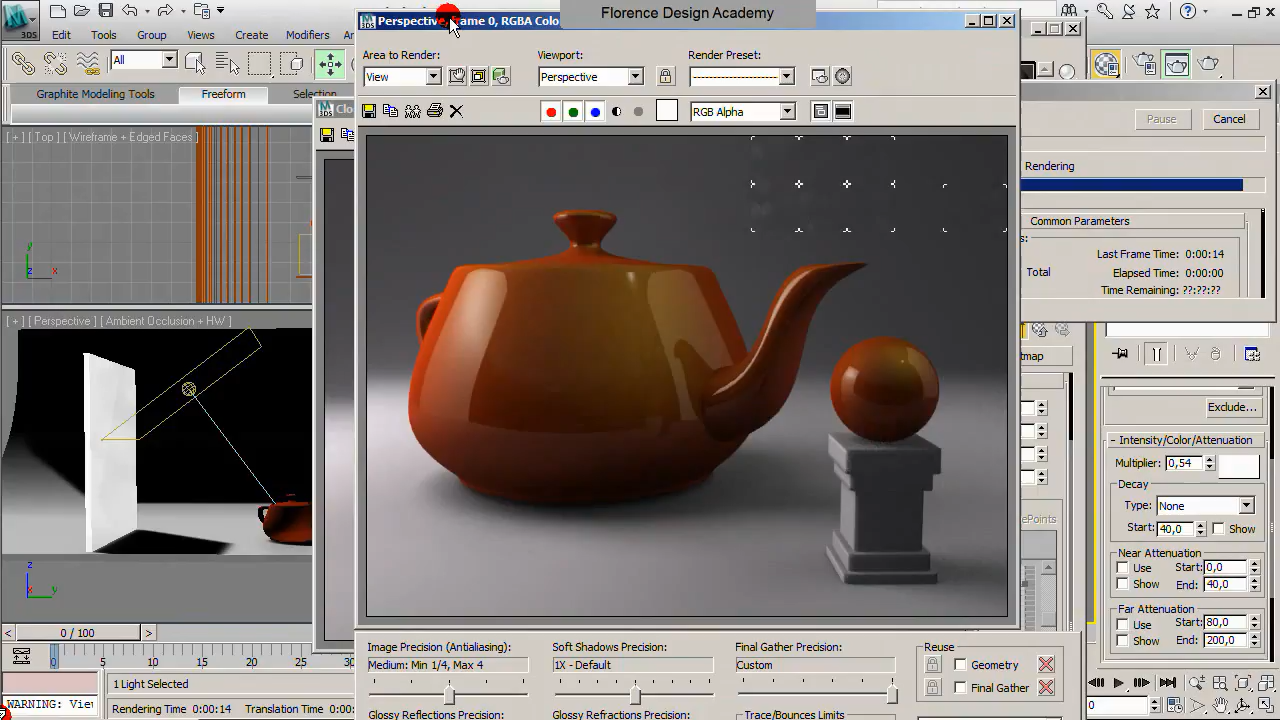 Florence Design Academy
Perspective, frame 0, RGBA Colo
Edit Tools Group Create Modifiers
All
Graphite Modeling Tools Freeform Selection
Area to Render: Viewport: Render Preset:
View Perspective
RGB Alpha
Pause Cancel
Rendering
Common Parameters
Last Frame Time: 0:00:14
Total Elapsed Time: 0:00:00
Time Remaining: ??:??:??
[ + ] [ Top ] [ Wireframe + Edged Faces ]
[ + ] [ Perspective ] [ Ambient Occlusion + HW ]
Clo
y
z x
z
y
Exclude...
Intensity/Color/Attenuation
Multiplier: 0,54
Decay
Type: None
Start: 40,0 Show
Near Attenuation
Use Start: 0,0
Show End: 40,0
Far Attenuation
Use Start: 80,0
Show End: 200,0
< 0 / 100 >
0 5 10 15 20 25 30
1 Light Selected
WARNING: Vie
Rendering Time 0:00:14 Translation Time 0:00
Image Precision (Antialiasing): Soft Shadows Precision: Final Gather Precision: Reuse
Medium: Min 1/4, Max 4 1X - Default Custom Geometry
Final Gather
Glossy Reflections Precision: Glossy Refractions Precision: Trace/Bounces Limits
0